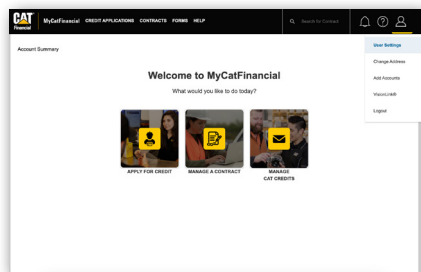 CAT
Financial
MyCatFinancial CREDIT APPLICATIONS CONTRACTS FORMS HELP
Search for Contract
Account Summary
User Settings
Change Address
Add Accounts
VisionLink®
Logout
Welcome to MyCatFinancial
What would you like to do today?
APPLY FOR CREDIT
MANAGE A CONTRACT
MANAGE
CAT CREDITS